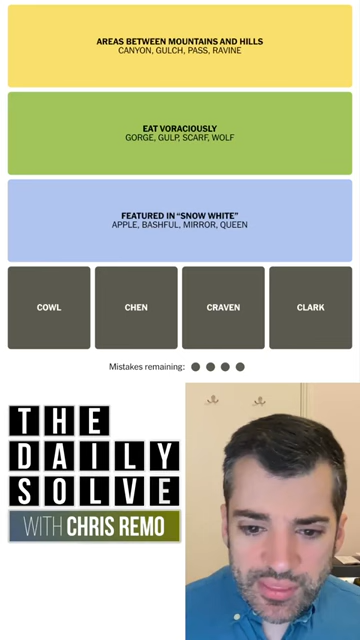 AREAS BETWEEN MOUNTAINS AND HILLS
CANYON, GULCH, PASS, RAVINE
EAT VORACIOUSLY
GORGE, GULP, SCARF, WOLF
FEATURED IN “SNOW WHITE”
APPLE, BASHFUL, MIRROR, QUEEN
COWL CHEN CRAVEN CLARK
Mistakes remaining:
THE
DAILY
SOLVE
WITH CHRIS REMO